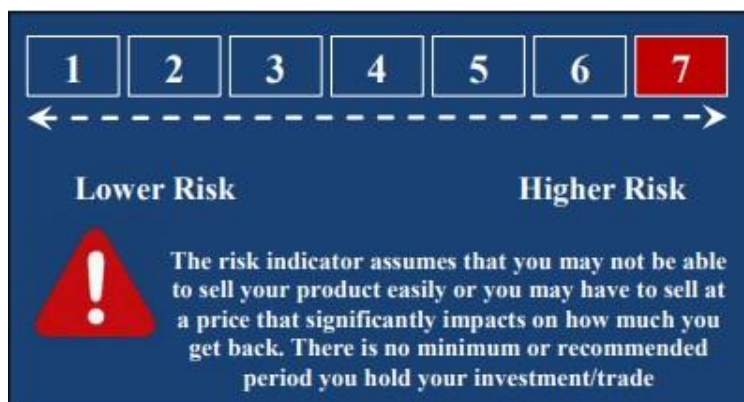 1 2 3 4 5 6 7
Lower Risk Higher Risk
!
The risk indicator assumes that you may not be able
to sell your product easily or you may have to sell at
a price that significantly impacts on how much you
get back. There is no minimum or recommended
period you hold your investment/trade